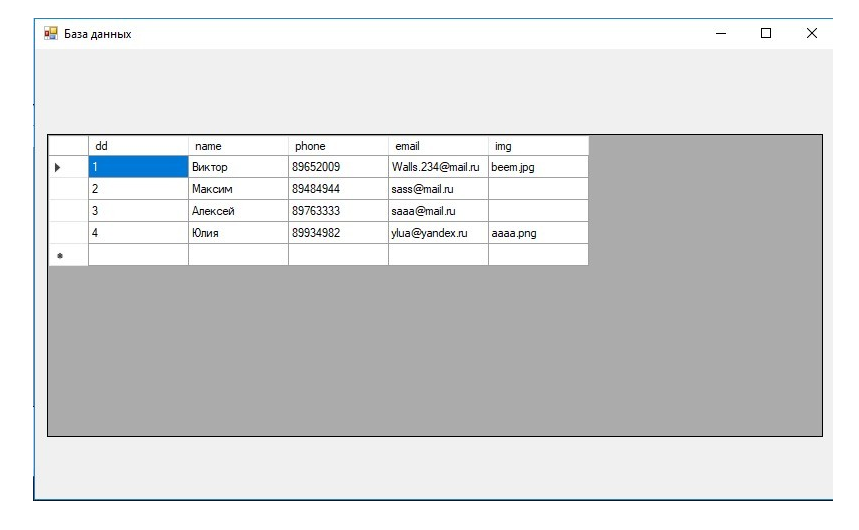 База данных
dd name phone email img
1 Виктор 89652009 Walls.234@mail.ru beem.jpg
2 Максим 89484944 sass@mail.ru
3 Алексей 89763333 saaa@mail.ru
4 Юлия 89934982 ylua@yandex.ru aaaa.png